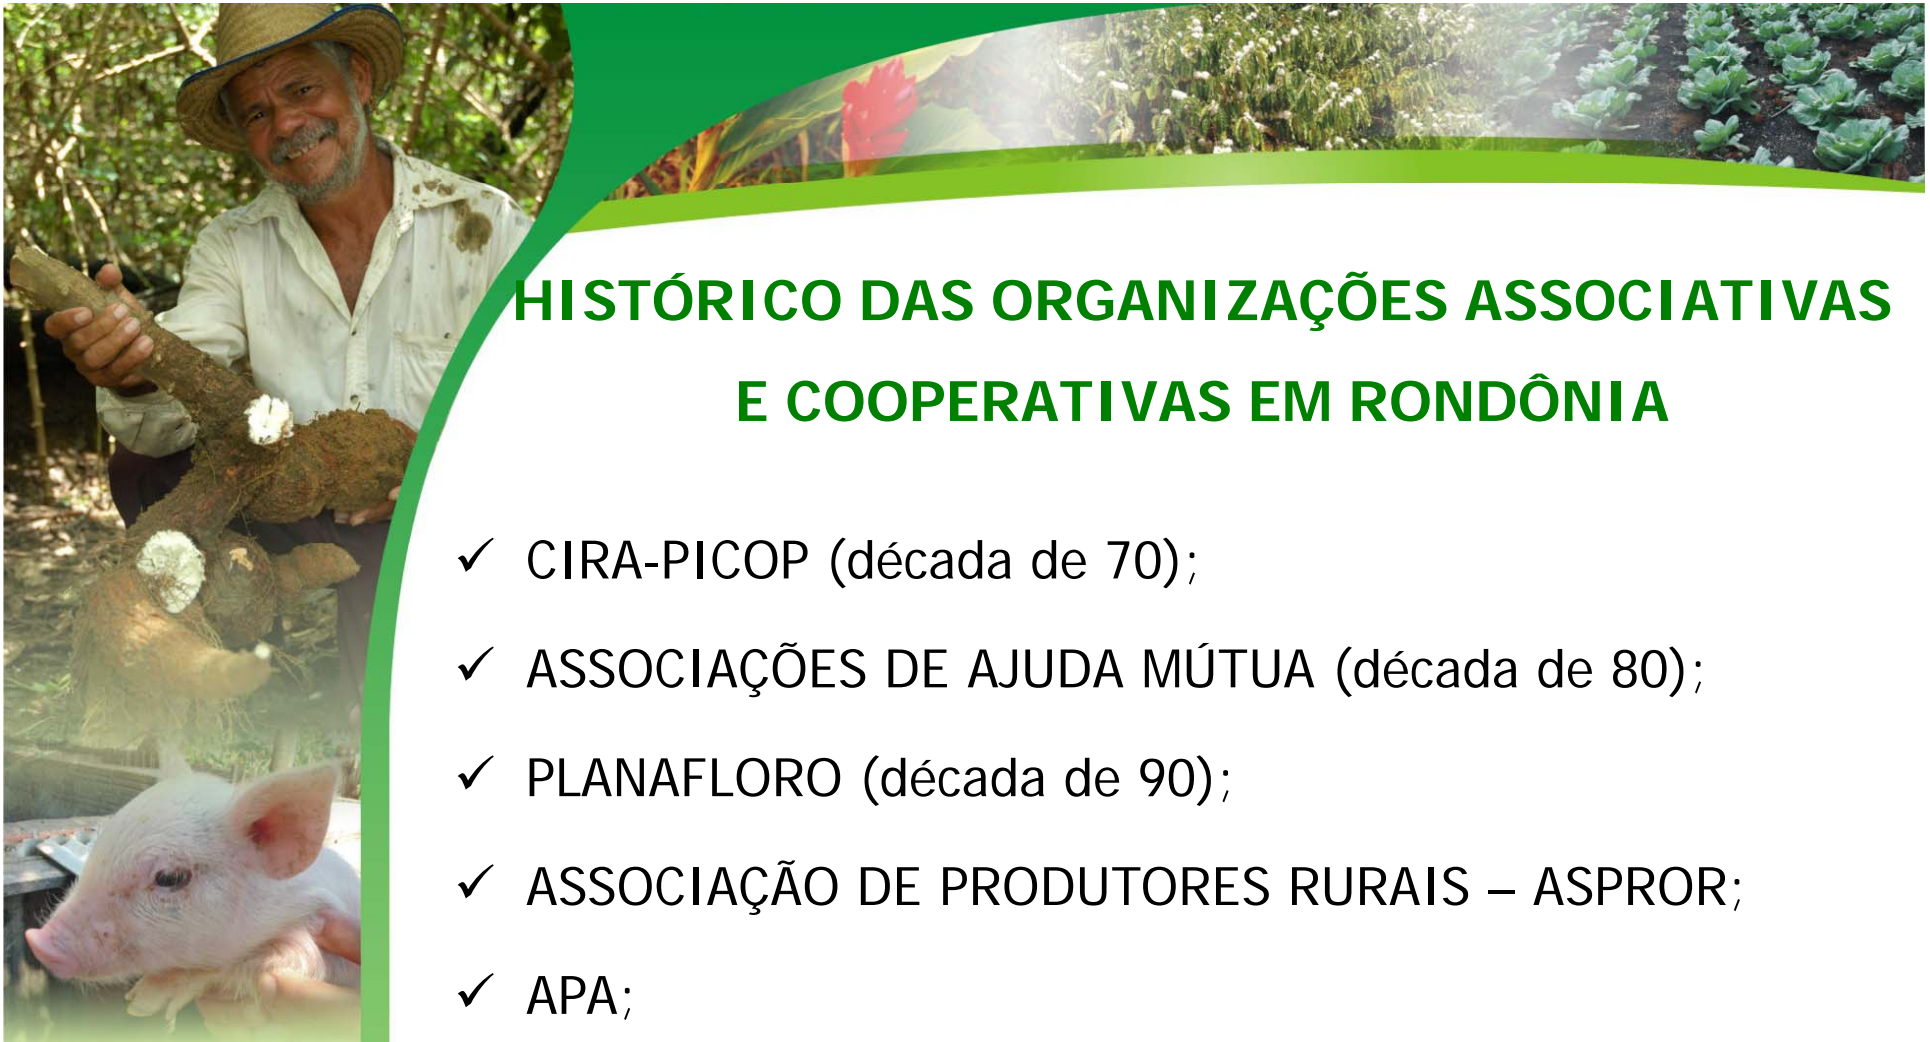 HISTÓRICO DAS ORGANIZAÇÕES ASSOCIATIVAS
E COOPERATIVAS EM RONDÔNIA
✓ CIRA-PICOP (década de 70);
✓ ASSOCIAÇÕES DE AJUDA MÚTUA (década de 80);
✓ PLANAFLORO (década de 90);
✓ ASSOCIAÇÃO DE PRODUTORES RURAIS – ASPROR;
✓ APA;